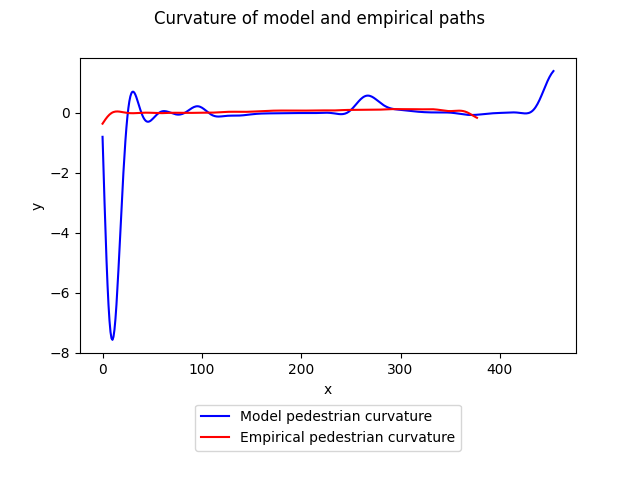 Curvature of model and empirical paths
0
−2
−4
−6
−8
y
0 100 200 300 400
x
Model pedestrian curvature
Empirical pedestrian curvature